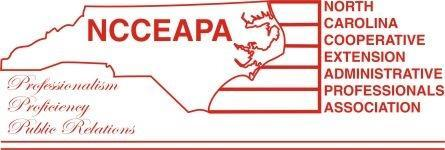 NCCEAPA
NORTH
CAROLINA
COOPERATIVE
EXTENSION
ADMINISTRATIVE
PROFESSIONALS
ASSOCIATION
Professionalism
Proficiency
Public Relations